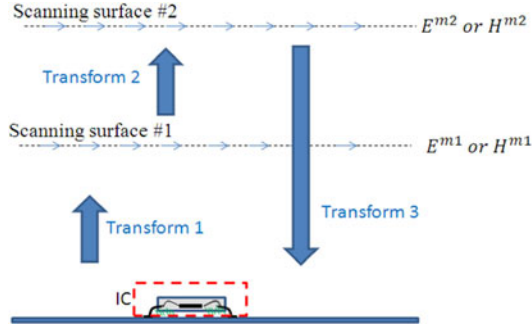 Scanning surface #2
E^{m2} or H^{m2}
Transform 2
Scanning surface #1
E^{m1} or H^{m1}
Transform 1
Transform 3
IC